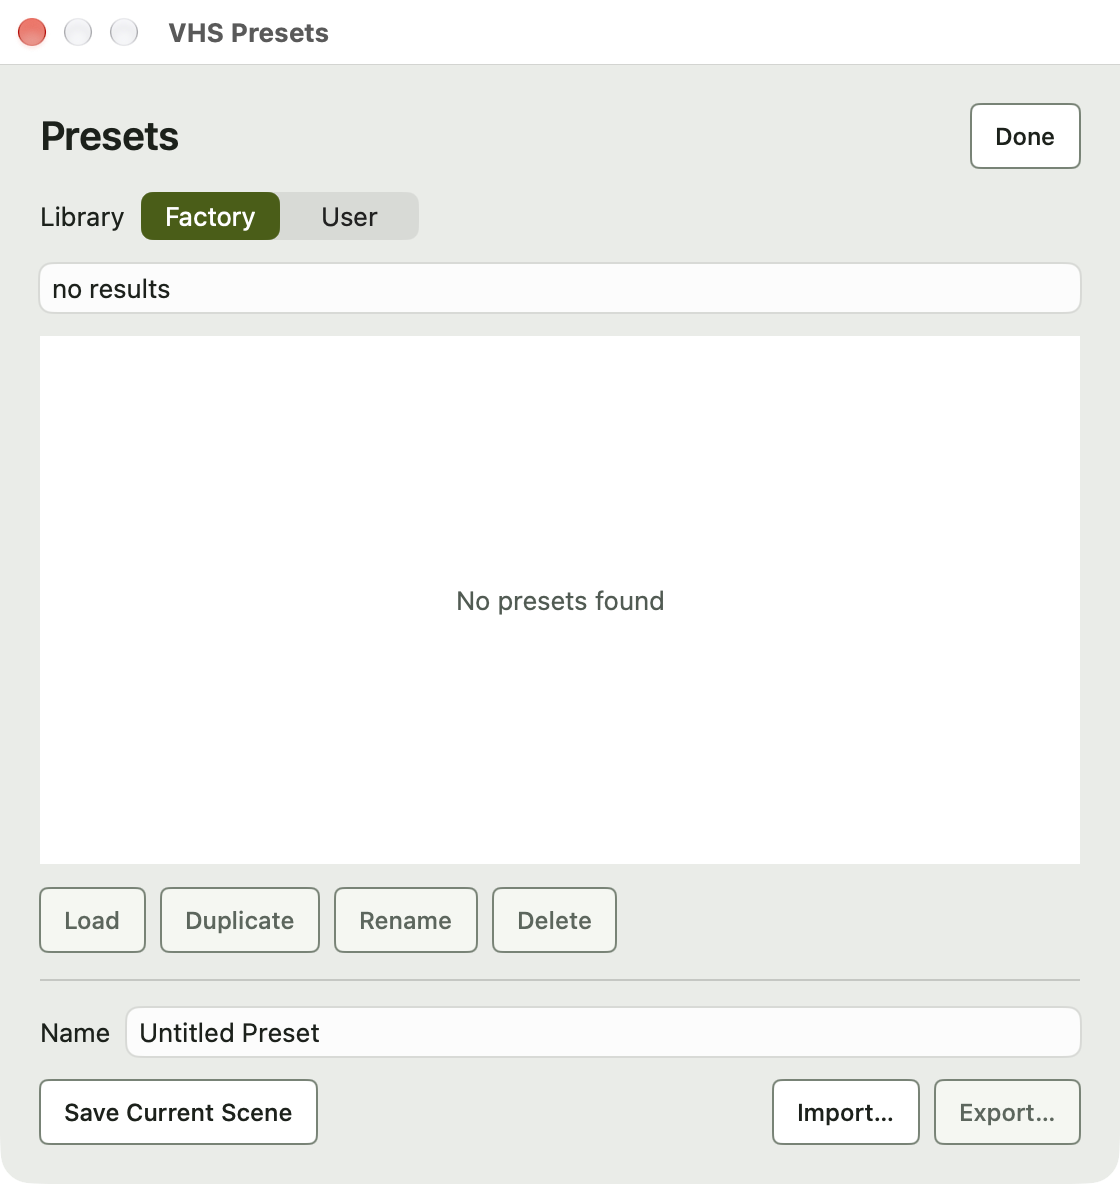 VHS Presets
Presets
Done
Library
Factory
User
no results
No presets found
Load
Duplicate
Rename
Delete
Name
Untitled Preset
Save Current Scene
Import...
Export...